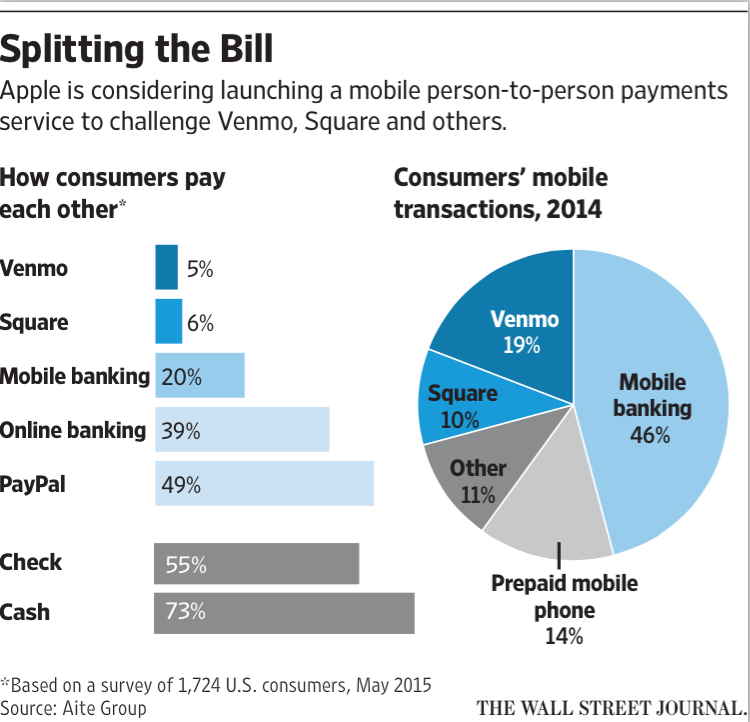 Splitting the Bill
Apple is considering launching a mobile person-to-person payments
service to challenge Venmo, Square and others.
How consumers pay
each other*
Venmo 5%
Square 6%
Mobile banking 20%
Online banking 39%
PayPal 49%
Check 55%
Cash 73%
Consumers’ mobile
transactions, 2014
Venmo
19%
Square
10%
Other
11%
Mobile
banking
46%
Prepaid mobile
phone
14%
*Based on a survey of 1,724 U.S. consumers, May 2015
Source: Aite Group
THE WALL STREET JOURNAL.